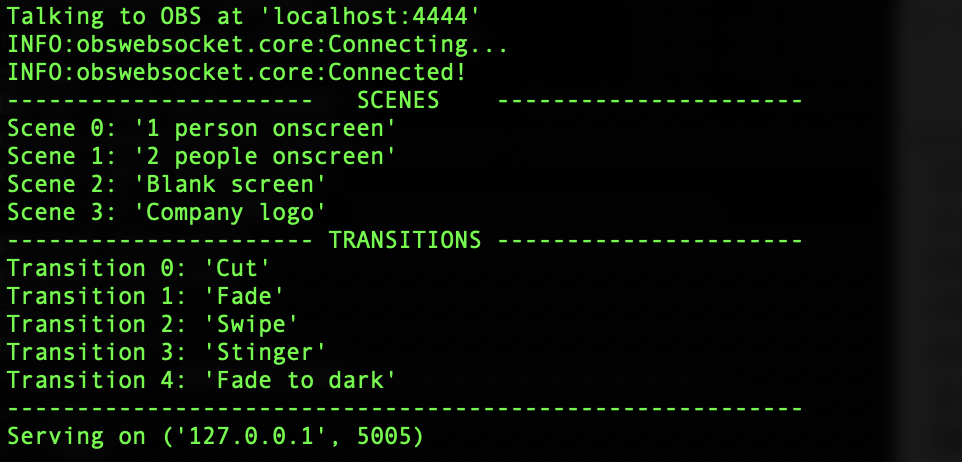 Talking to OBS at 'localhost:4444'
INFO:obswebsocket.core:Connecting...
INFO:obswebsocket.core:Connected!
----------------------   SCENES    ----------------------
Scene 0: '1 person onscreen'
Scene 1: '2 people onscreen'
Scene 2: 'Blank screen'
Scene 3: 'Company logo'
---------------------- TRANSITIONS ----------------------
Transition 0: 'Cut'
Transition 1: 'Fade'
Transition 2: 'Swipe'
Transition 3: 'Stinger'
Transition 4: 'Fade to dark'
---------------------------------------------------------
Serving on ('127.0.0.1', 5005)